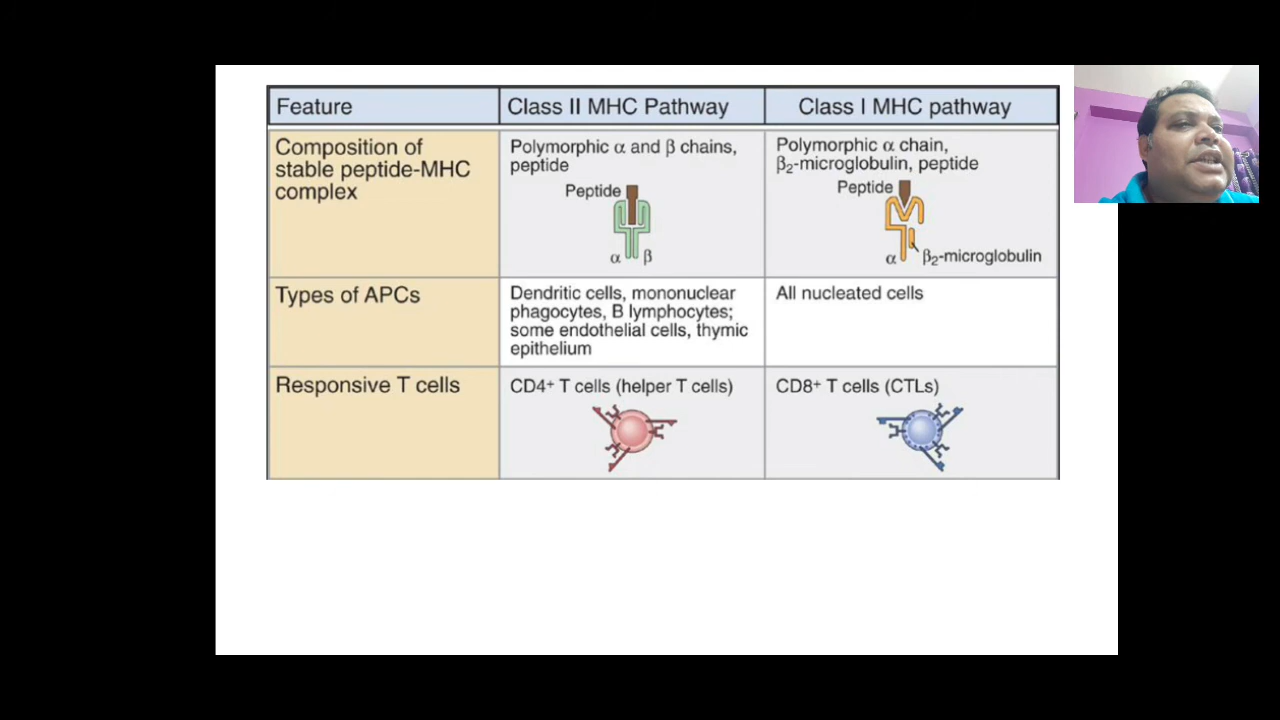 Feature
Class II MHC Pathway
Class I MHC pathway
Composition of
stable peptide-MHC
complex
Polymorphic α and β chains,
peptide
Peptide
α
β
Polymorphic α chain,
β₂-microglobulin, peptide
Peptide
α
β₂-microglobulin
Types of APCs
Dendritic cells, mononuclear
phagocytes, B lymphocytes;
some endothelial cells, thymic
epithelium
All nucleated cells
Responsive T cells
CD4⁺ T cells (helper T cells)
CD8⁺ T cells (CTLs)